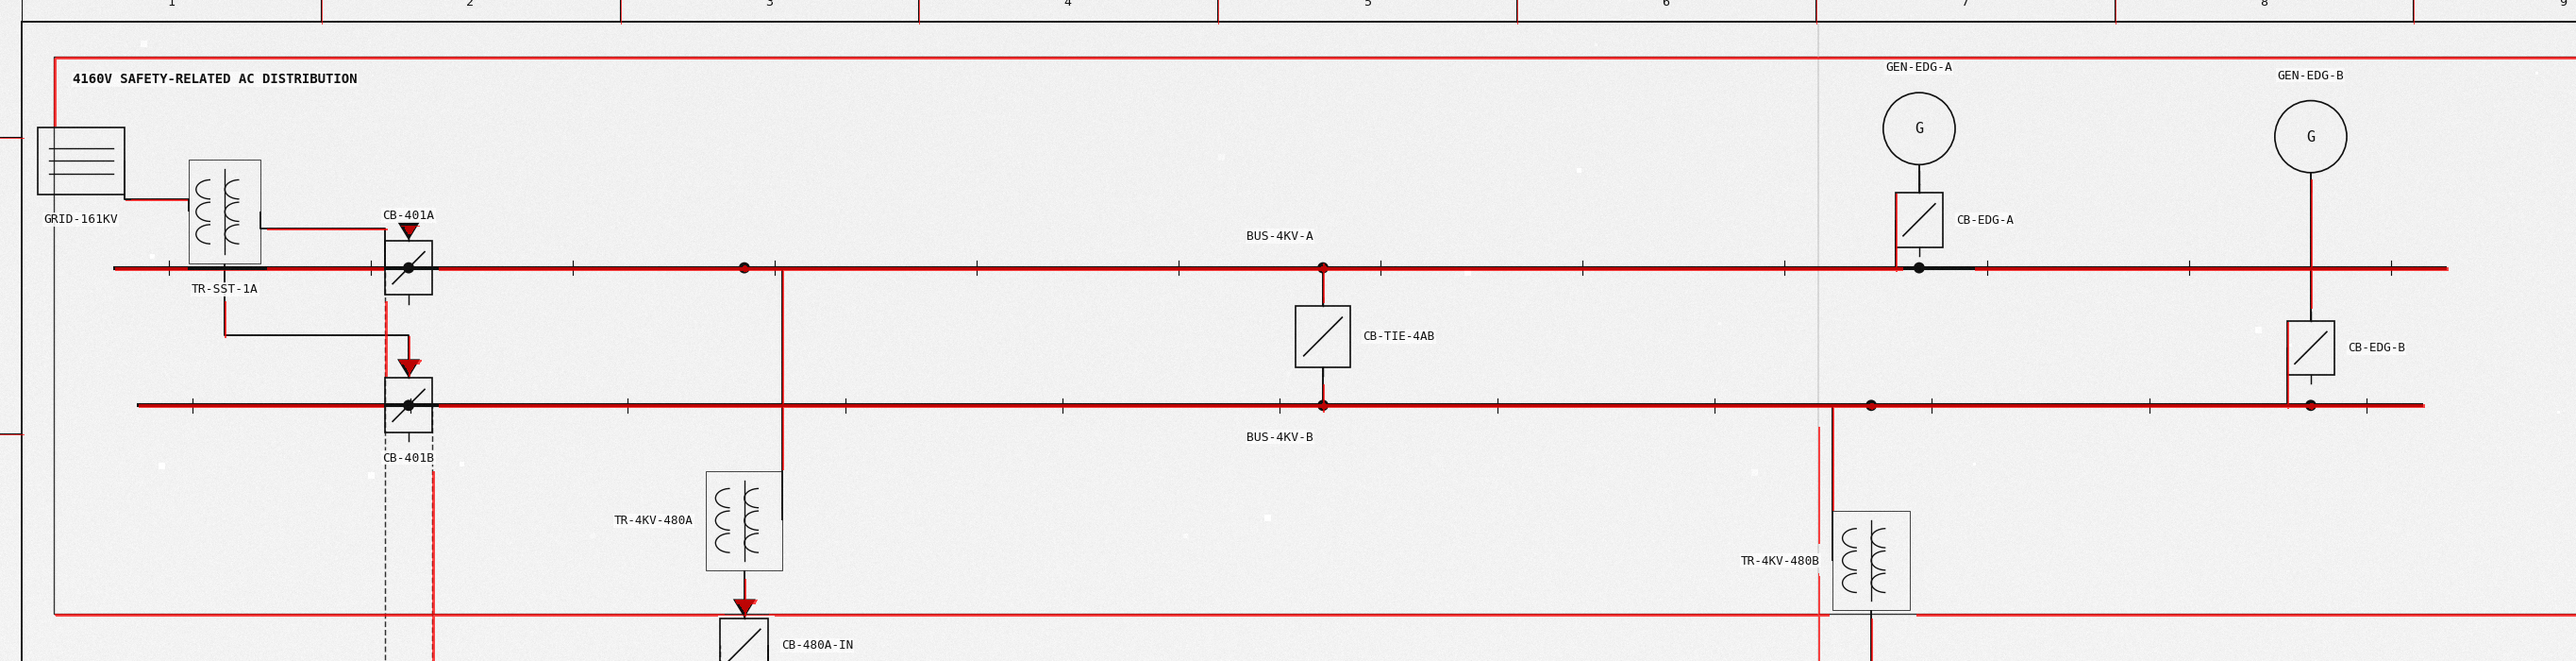 1 2 3 4 5 6 7 8 9
4160V SAFETY-RELATED AC DISTRIBUTION
GEN-EDG-A
GEN-EDG-B
G
G
GRID-161KV
CB-401A
CB-EDG-A
BUS-4KV-A
TR-SST-1A
CB-TIE-4AB
CB-EDG-B
BUS-4KV-B
CB-401B
TR-4KV-480A
TR-4KV-480B
CB-480A-IN